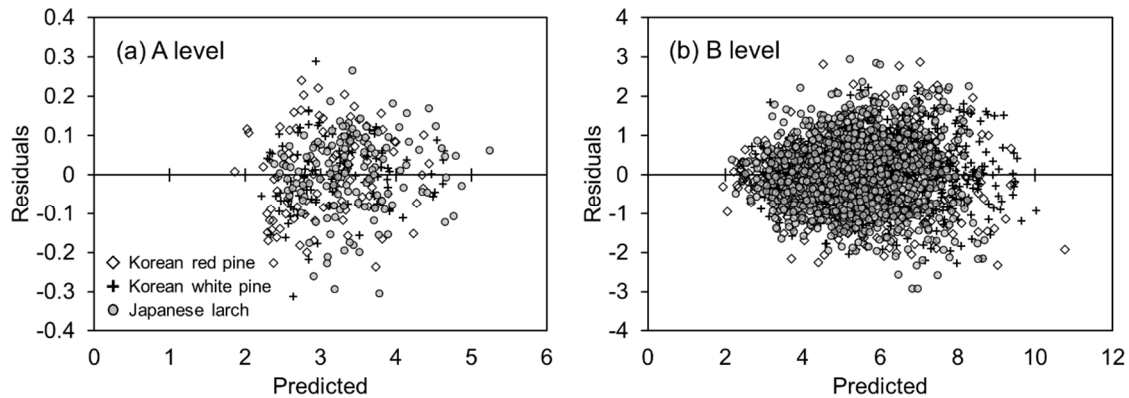 (a) A level
Residuals
0.4
0.3
0.2
0.1
0
-0.1
-0.2
-0.3
-0.4
Korean red pine
Korean white pine
Japanese larch
0 1 2 3 4 5 6
Predicted
(b) B level
Residuals
4
3
2
1
0
-1
-2
-3
-4
0 2 4 6 8 10 12
Predicted